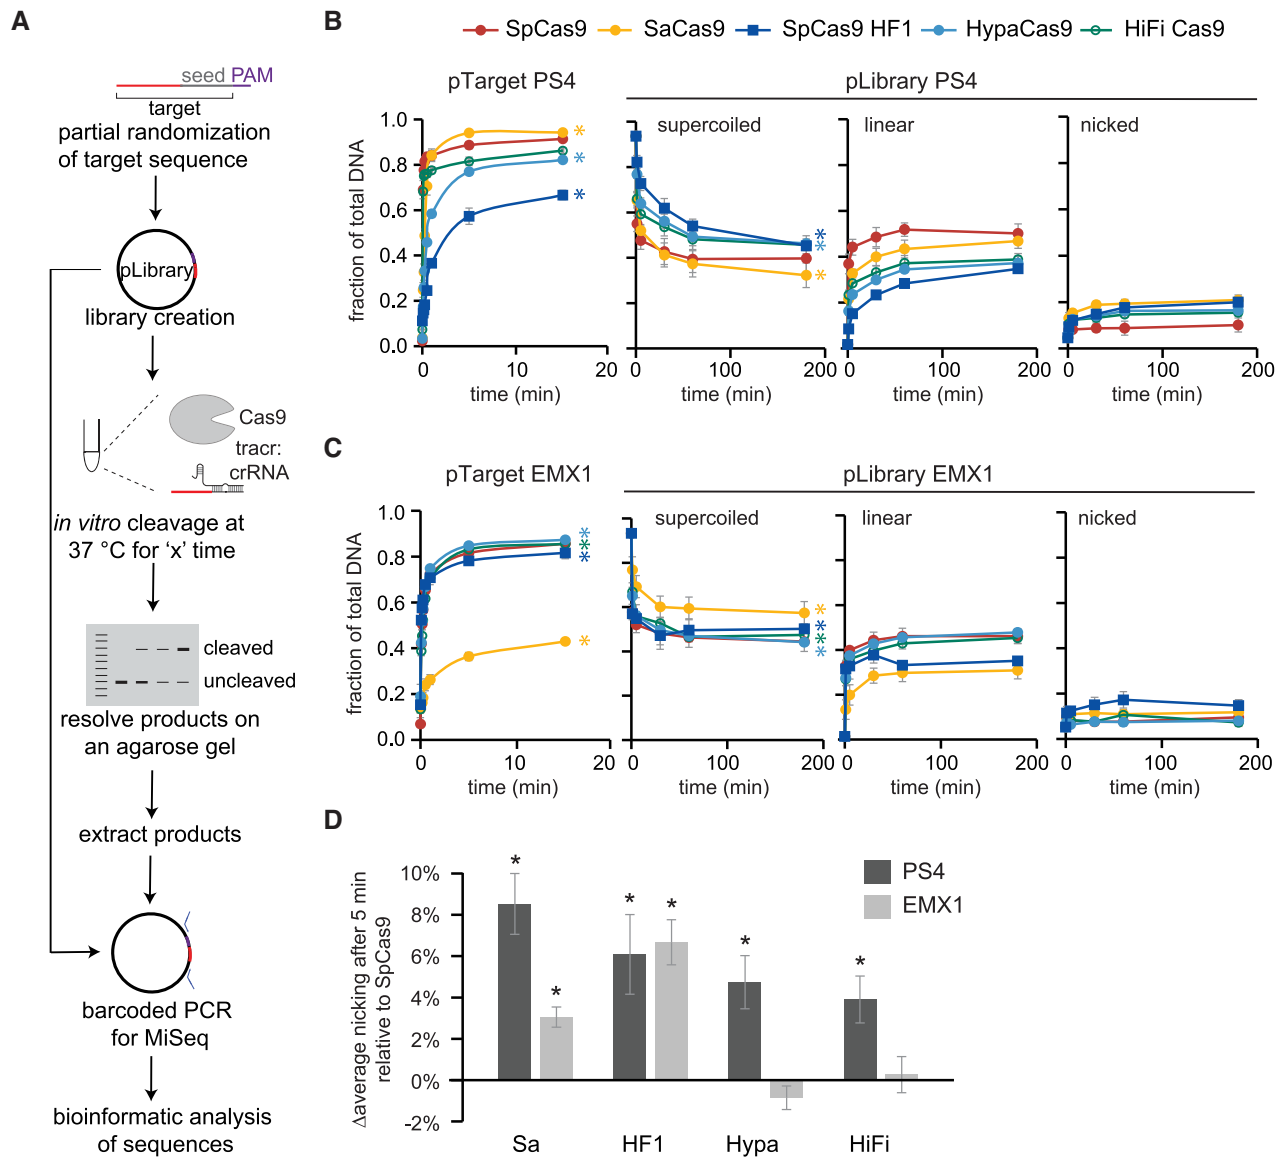 A
seed PAM
target
partial randomization
of target sequence
pLibrary
library creation
Cas9
tracr:
crRNA
in vitro cleavage at
37 °C for ‘x’ time
cleaved
uncleaved
resolve products on
an agarose gel
extract products
barcoded PCR
for MiSeq
bioinformatic analysis
of sequences
B
SpCas9 SaCas9 SpCas9 HF1 HypaCas9 HiFi Cas9
pTarget PS4
pLibrary PS4
supercoiled
linear
nicked
fraction of total DNA
1.0
0.8
0.6
0.4
0.2
0.0
* * *
* * *
0 10 20
0 100 200
0 100 200
0 100 200
time (min)
time (min)
time (min)
time (min)
C
pTarget EMX1
pLibrary EMX1
supercoiled
linear
nicked
fraction of total DNA
1.0
0.8
0.6
0.4
0.2
0.0
* * * *
* * * *
0 10 20
0 100 200
0 100 200
0 100 200
time (min)
time (min)
time (min)
time (min)
D
Δaverage nicking after 5 min
relative to SpCas9
10%
8%
6%
4%
2%
0%
-2%
* * * * * *
PS4
EMX1
Sa HF1 Hypa HiFi